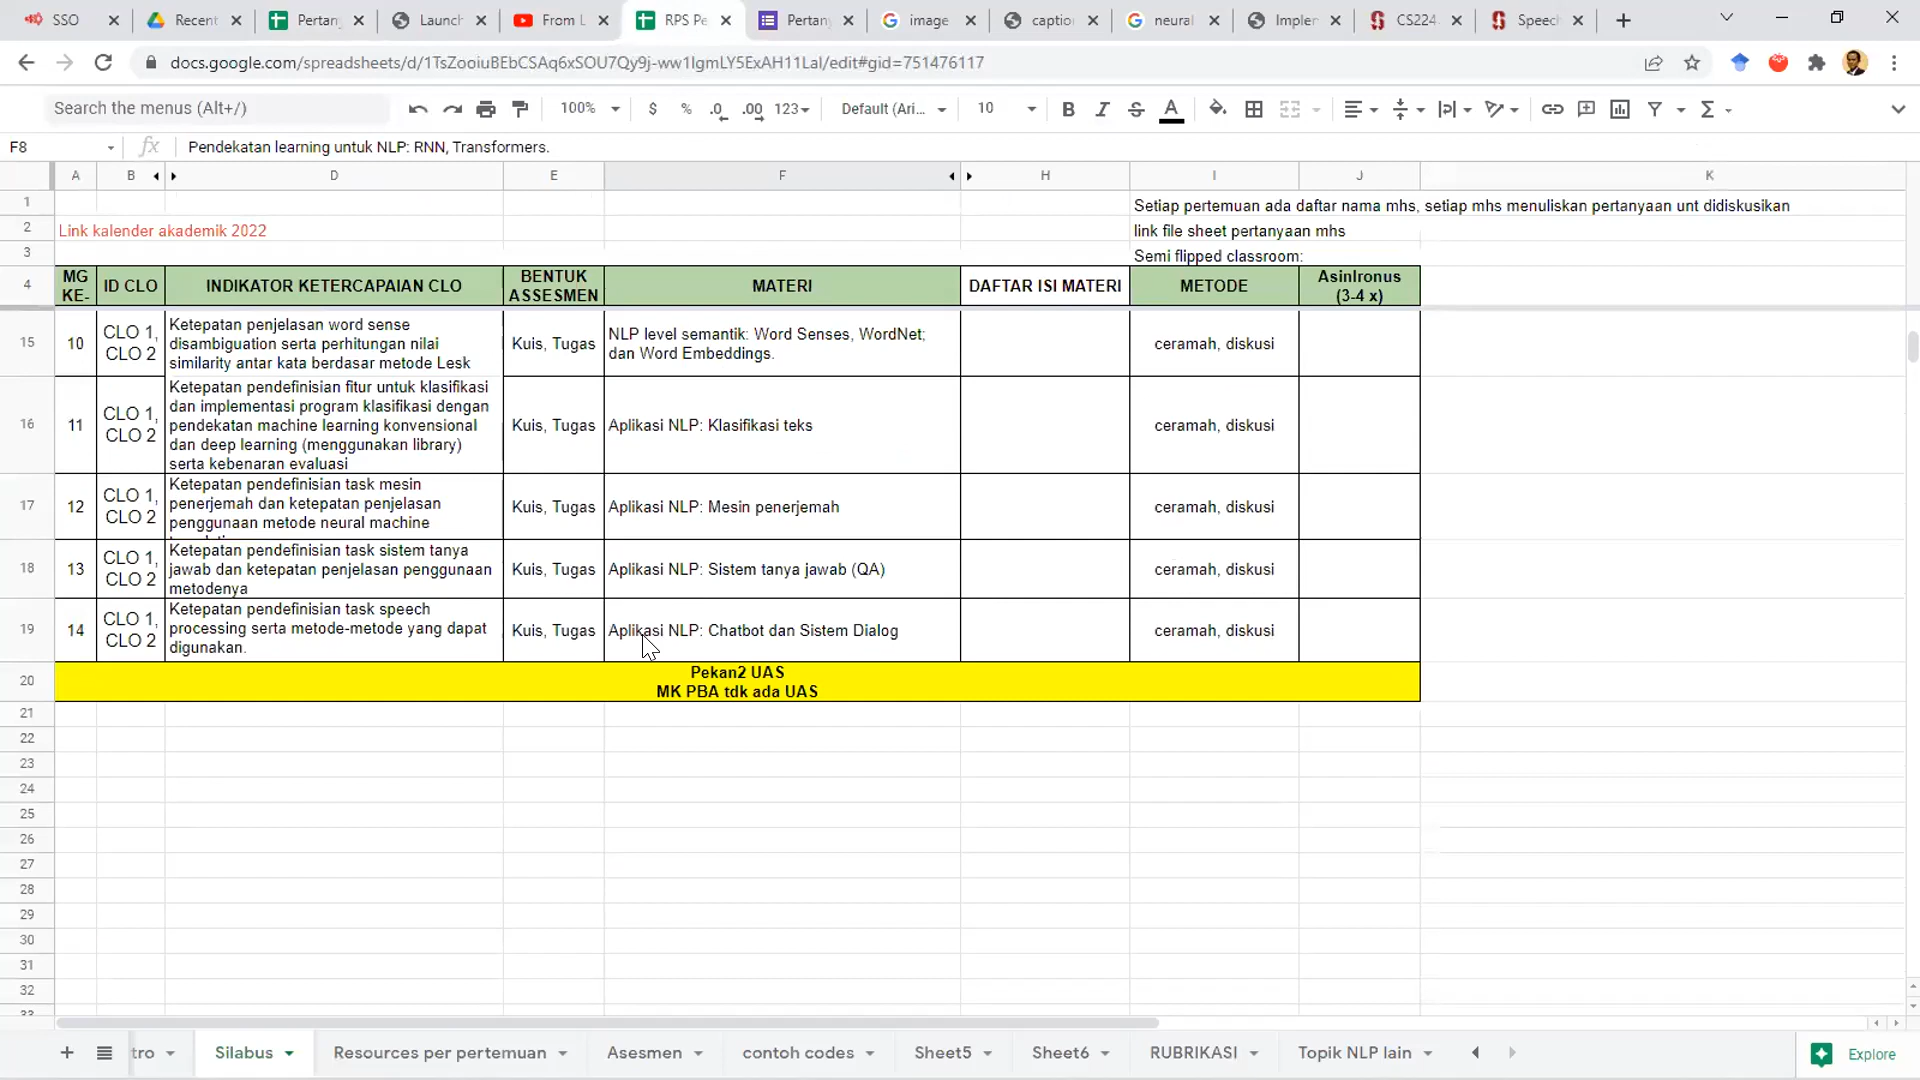 SSO
Recent
Pertan
Launch
From L
RPS Pe
Pertan
image
captio
neural
Implem
CS224
Speech
docs.google.com/spreadsheets/d/1TsZooiuBEbCSAq6xSOU7Qy9j-ww1IgmLY5ExAH11LaI/edit#gid=751476117
Search the menus (Alt+/)
100%
$
%
.0
.00
123
Default (Ari...
10
B
I
S
A
Σ
F8
fx
Pendekatan learning untuk NLP: RNN, Transformers.
A
B
D
E
F
H
I
J
K
1
Setiap pertemuan ada daftar nama mhs, setiap mhs menuliskan pertanyaan unt didiskusikan
2
Link kalender akademik 2022
link file sheet pertanyaan mhs
3
Semi flipped classroom:
4
MG KE-
ID CLO
INDIKATOR KETERCAPAIAN CLO
BENTUK ASSESMEN
MATERI
DAFTAR ISI MATERI
METODE
Asinlronus (3-4 x)
15
10
CLO 1,
CLO 2
Ketepatan penjelasan word sense
disambiguation serta perhitungan nilai
similarity antar kata berdasar metode Lesk
Kuis, Tugas
NLP level semantik: Word Senses, WordNet;
dan Word Embeddings.
ceramah, diskusi
16
11
CLO 1,
CLO 2
Ketepatan pendefinisian fitur untuk klasifikasi
dan implementasi program klasifikasi dengan
pendekatan machine learning konvensional
dan deep learning (menggunakan library)
serta kebenaran evaluasi
Kuis, Tugas
Aplikasi NLP: Klasifikasi teks
ceramah, diskusi
17
12
CLO 1,
CLO 2
Ketepatan pendefinisian task mesin
penerjemah dan ketepatan penjelasan
penggunaan metode neural machine
Kuis, Tugas
Aplikasi NLP: Mesin penerjemah
ceramah, diskusi
18
13
CLO 1,
CLO 2
Ketepatan pendefinisian task sistem tanya
jawab dan ketepatan penjelasan penggunaan
metodenya
Kuis, Tugas
Aplikasi NLP: Sistem tanya jawab (QA)
ceramah, diskusi
19
14
CLO 1,
CLO 2
Ketepatan pendefinisian task speech
processing serta metode-metode yang dapat
digunakan.
Kuis, Tugas
Aplikasi NLP: Chatbot dan Sistem Dialog
ceramah, diskusi
20
Pekan2 UAS
MK PBA tdk ada UAS
21
22
23
24
25
26
27
28
29
30
31
32
tro
Silabus
Resources per pertemuan
Asesmen
contoh codes
Sheet5
Sheet6
RUBRIKASI
Topik NLP lain
Explore